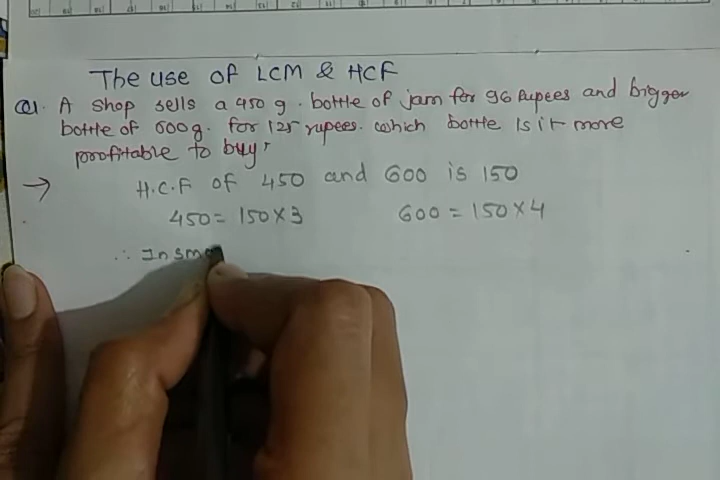 The use of LCM & HCF
Q1. A shop sells a 450 g. bottle of jam for 96 Rupees and bigger
bottle of 600g. for 125 rupees. which bottle Is it more
profitable to buy?
→ H.C.F of 450 and 600 is 150
450 = 150 × 3 600 = 150 × 4
∴ In sma